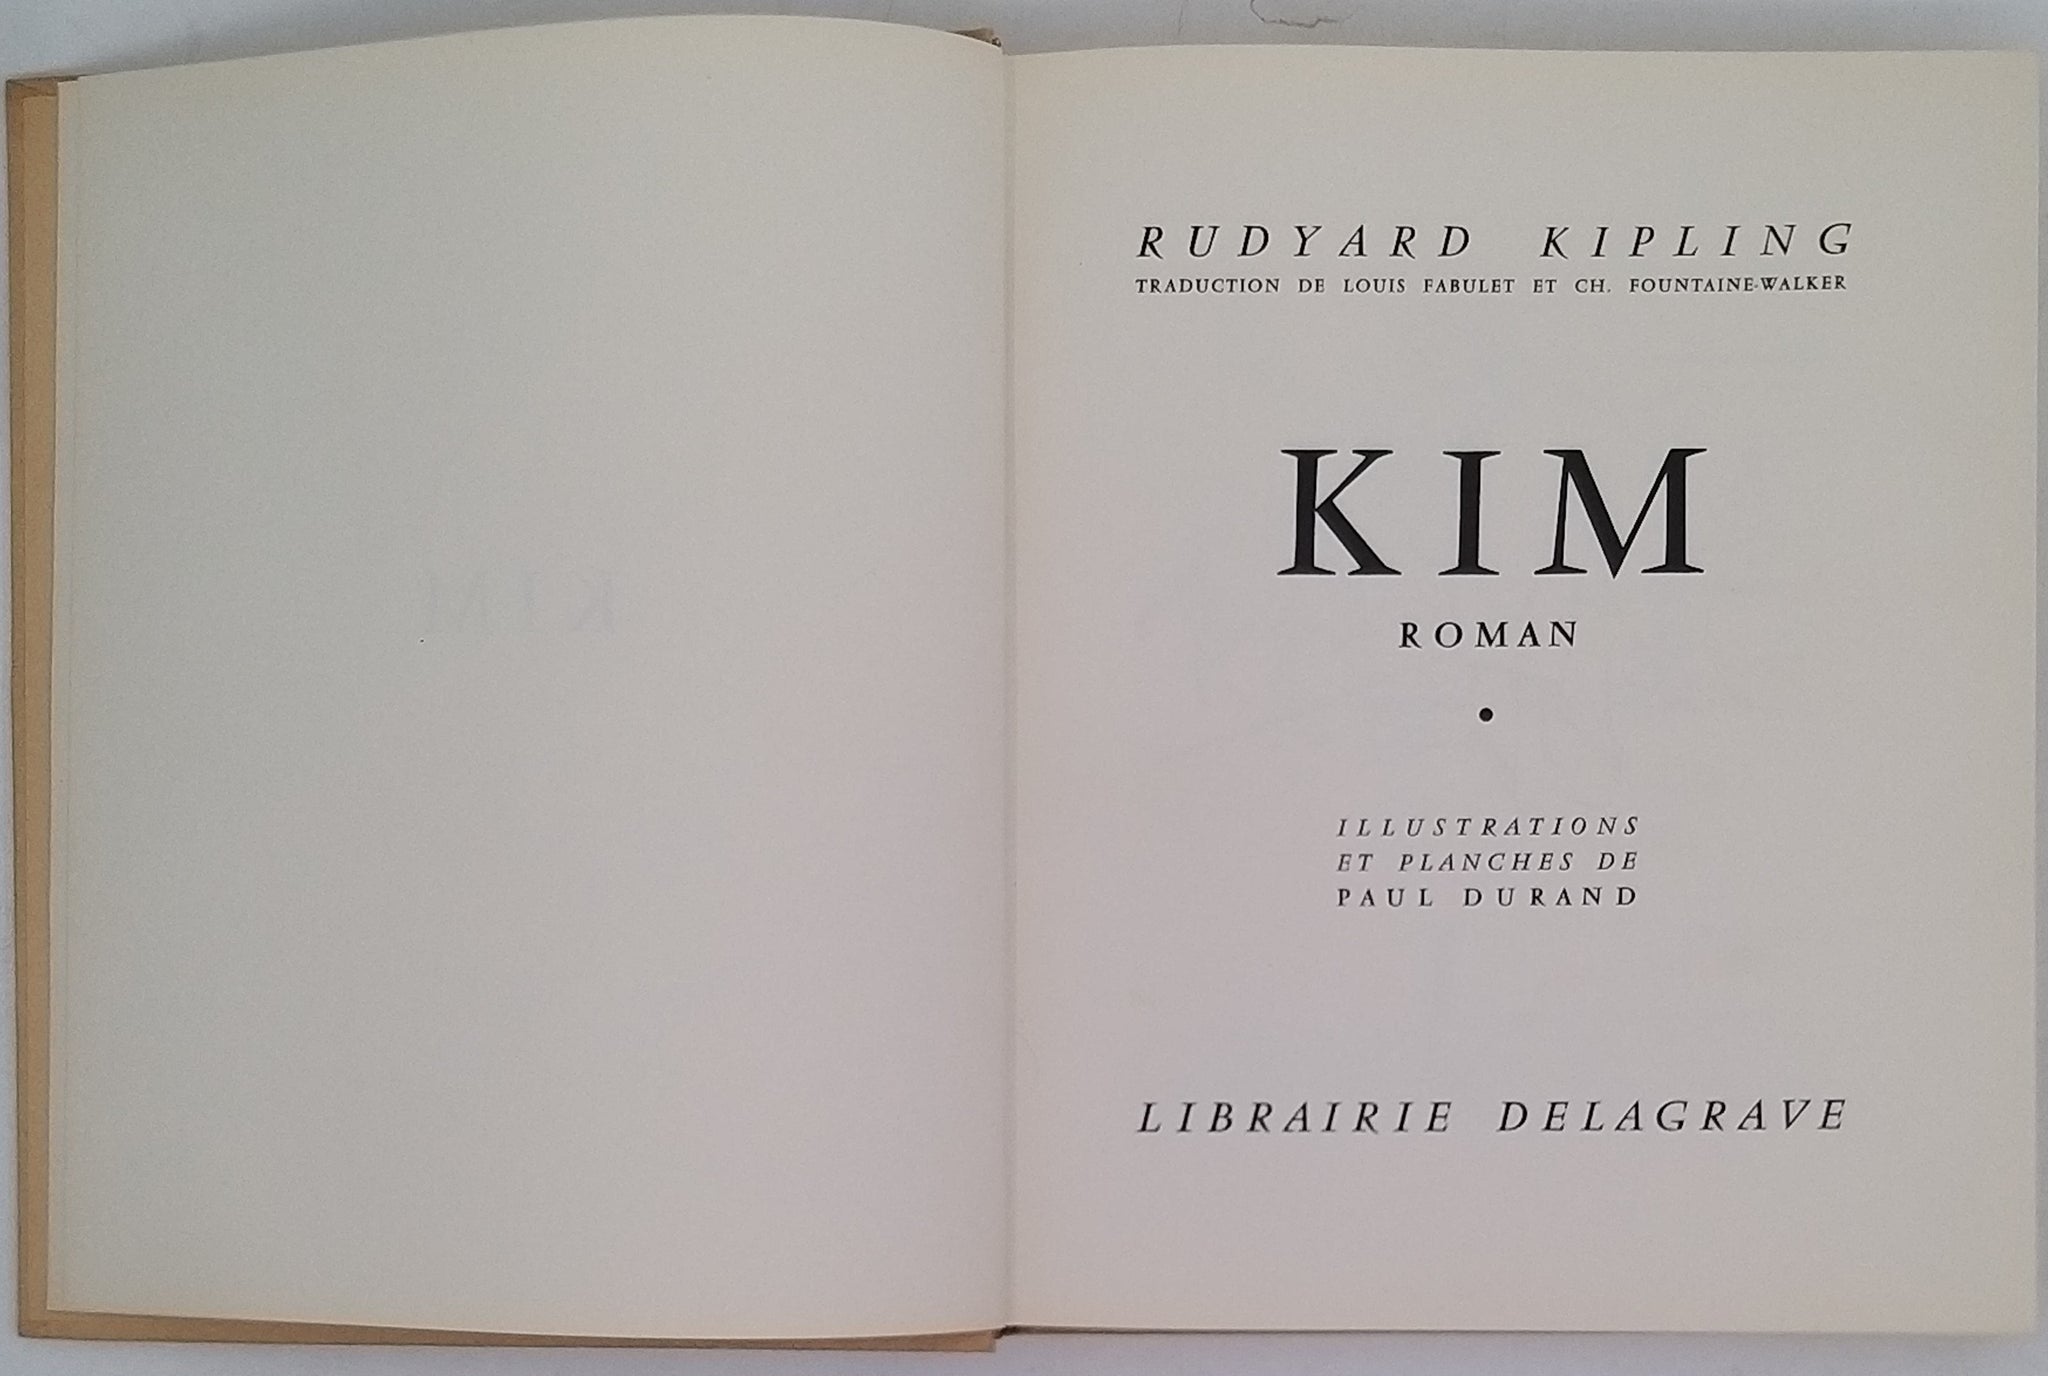 RUDYARD KIPLING
TRADUCTION DE LOUIS FABULET ET CH. FOUNTAINE-WALKER
KIM
ROMAN
•
ILLUSTRATIONS
ET PLANCHES DE
PAUL DURAND
LIBRAIRIE DELAGRAVE